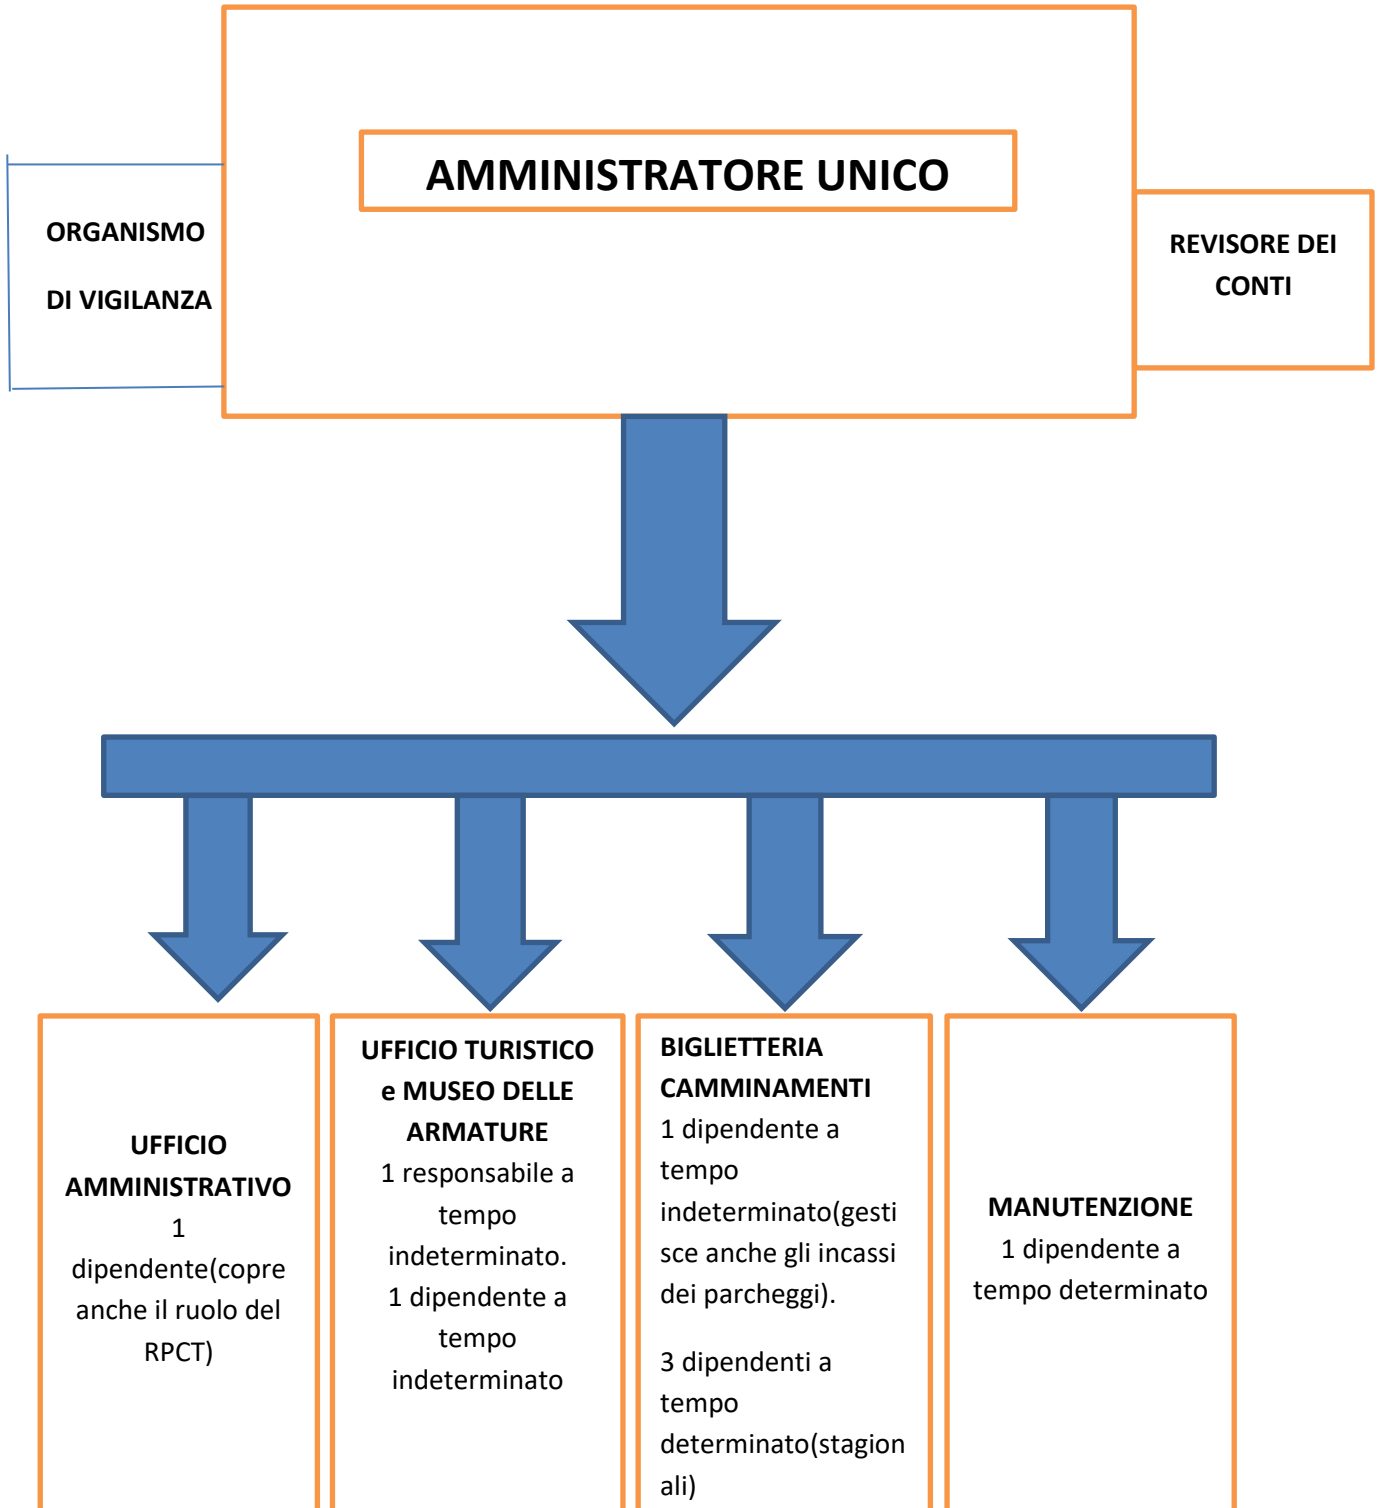 AMMINISTRATORE UNICO
ORGANISMO
DI VIGILANZA
REVISORE DEI
CONTI
UFFICIO
AMMINISTRATIVO
1
dipendente(copre
anche il ruolo del
RPCT)
UFFICIO TURISTICO
e MUSEO DELLE
ARMATURE
1 responsabile a
tempo
indeterminato.
1 dipendente a
tempo
indeterminato
BIGLIETTERIA
CAMMINAMENTI
1 dipendente a
tempo
indeterminato(gesti
sce anche gli incassi
dei parcheggi).
3 dipendenti a
tempo
determinato(stagion
ali)
MANUTENZIONE
1 dipendente a
tempo determinato